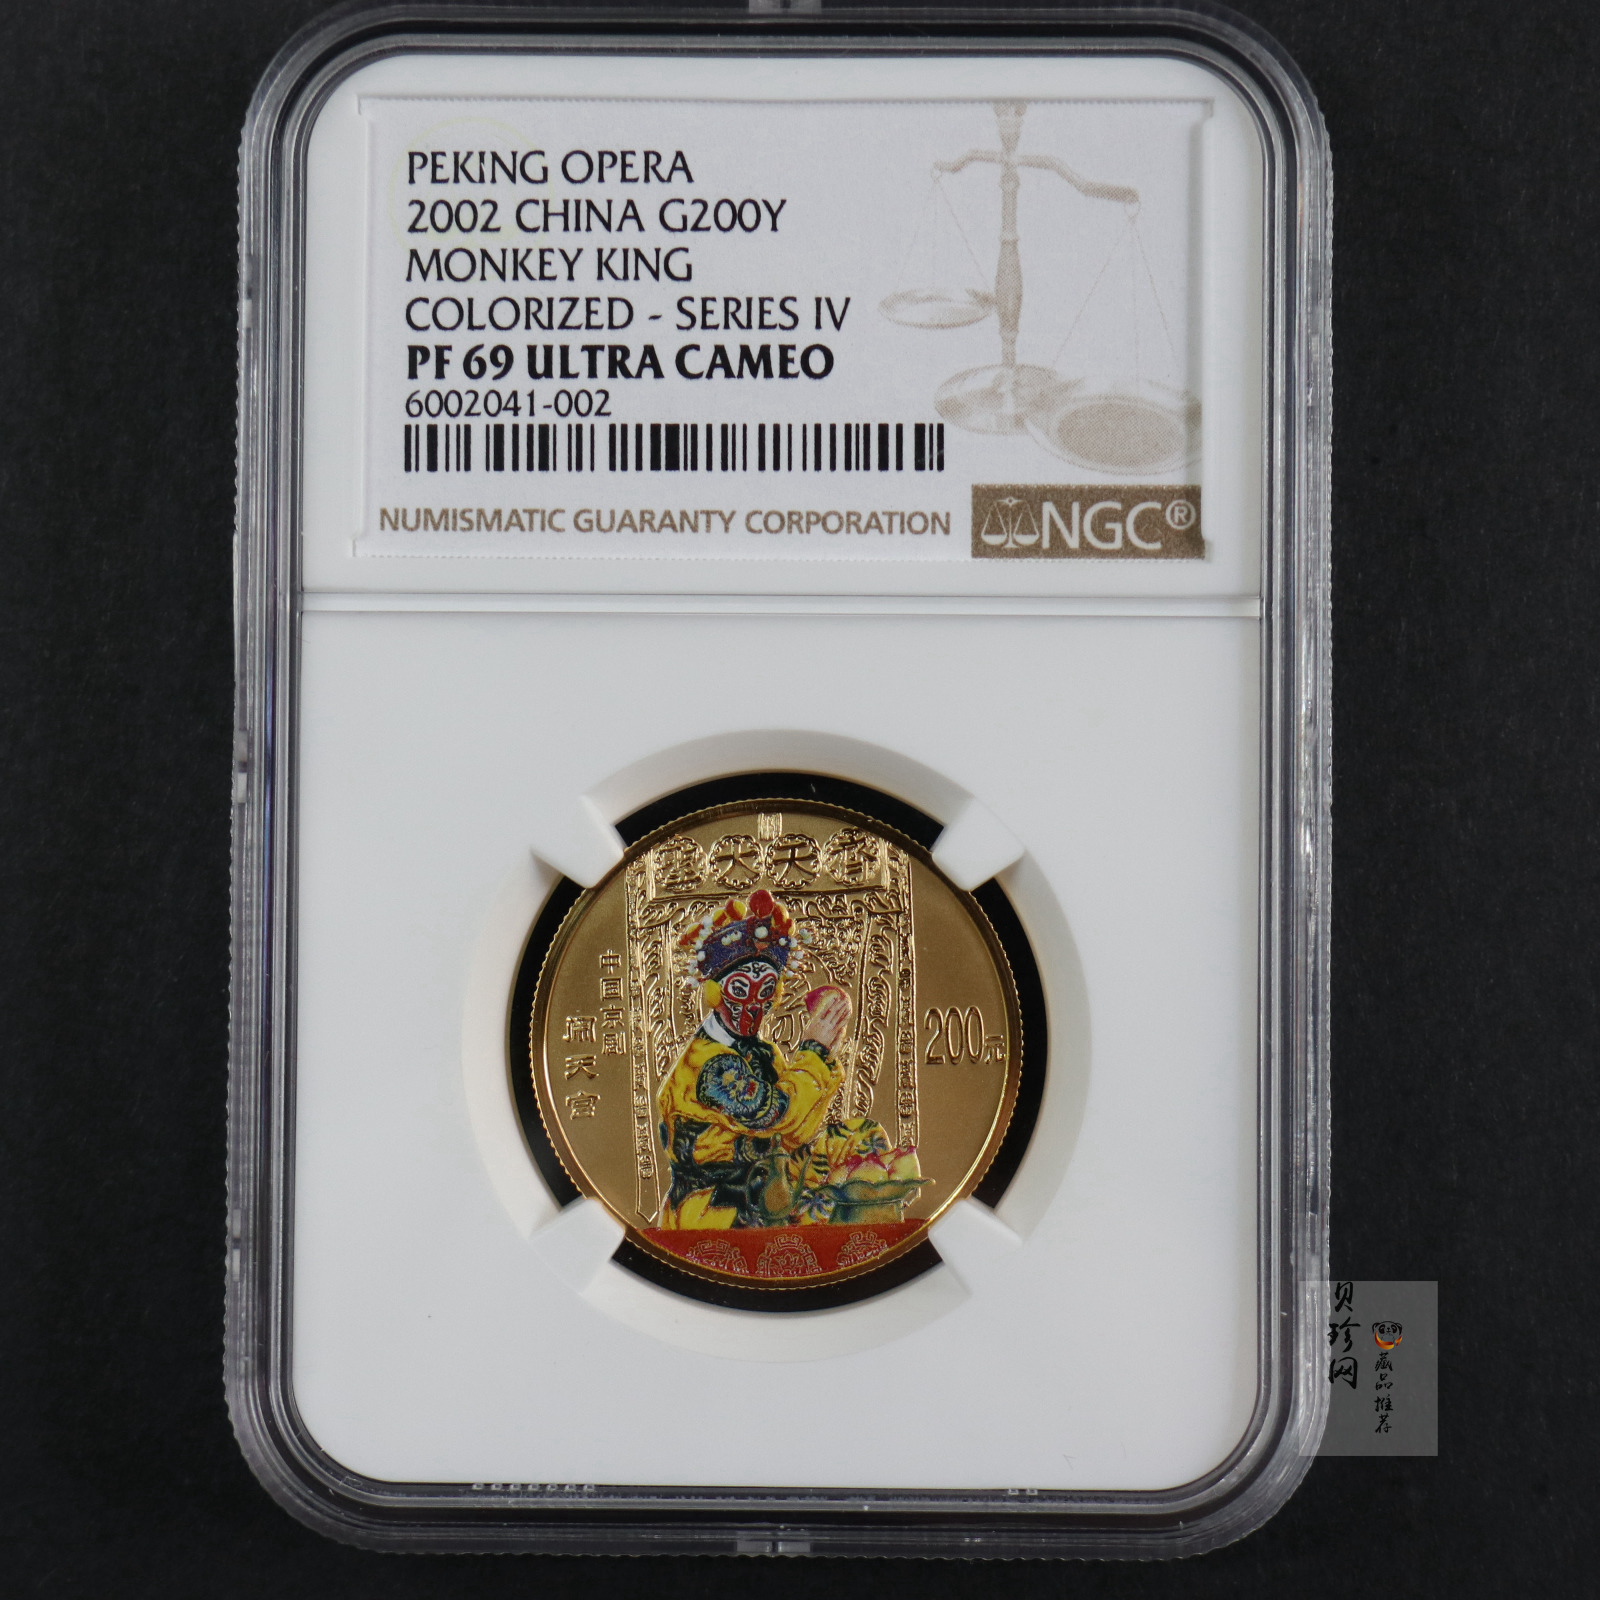 PEKING OPERA
2002 CHINA G200Y
MONKEY KING
COLORIZED - SERIES IV
PF 69 ULTRA CAMEO
6002041-002
NUMISMATIC GUARANTY CORPORATION
NGC®
聖大天齊
中国京剧
闹天宫
200元
贝珍网
藏品推荐